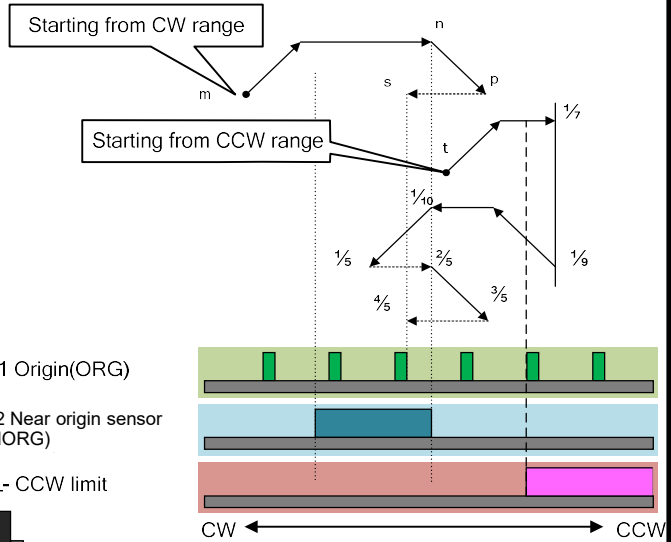 Starting from CW range
n
m
s
p
Starting from CCW range
t
⅐
⅒
⅑
⅕
⅖
⅘
⅗
1 Origin(ORG)
2 Near origin sensor
ORG)
- CCW limit
CW
CCW